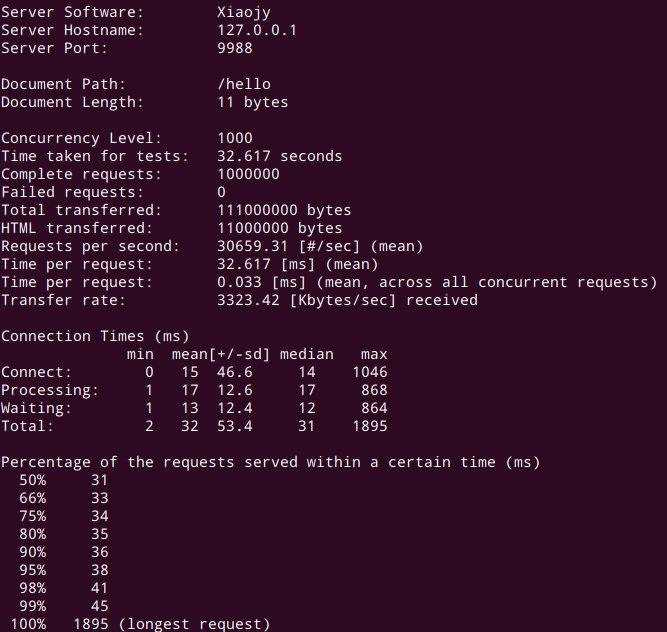 Server Software: Xiaojy
Server Hostname: 127.0.0.1
Server Port: 9988
Document Path: /hello
Document Length: 11 bytes
Concurrency Level: 1000
Time taken for tests: 32.617 seconds
Complete requests: 1000000
Failed requests: 0
Total transferred: 111000000 bytes
HTML transferred: 11000000 bytes
Requests per second: 30659.31 [#/sec] (mean)
Time per request: 32.617 [ms] (mean)
Time per request: 0.033 [ms] (mean, across all concurrent requests)
Transfer rate: 3323.42 [Kbytes/sec] received
Connection Times (ms)
min mean[+/-sd] median max
Connect: 0 15 46.6 14 1046
Processing: 1 17 12.6 17 868
Waiting: 1 13 12.4 12 864
Total: 2 32 53.4 31 1895
Percentage of the requests served within a certain time (ms)
50% 31
66% 33
75% 34
80% 35
90% 36
95% 38
98% 41
99% 45
100% 1895 (longest request)